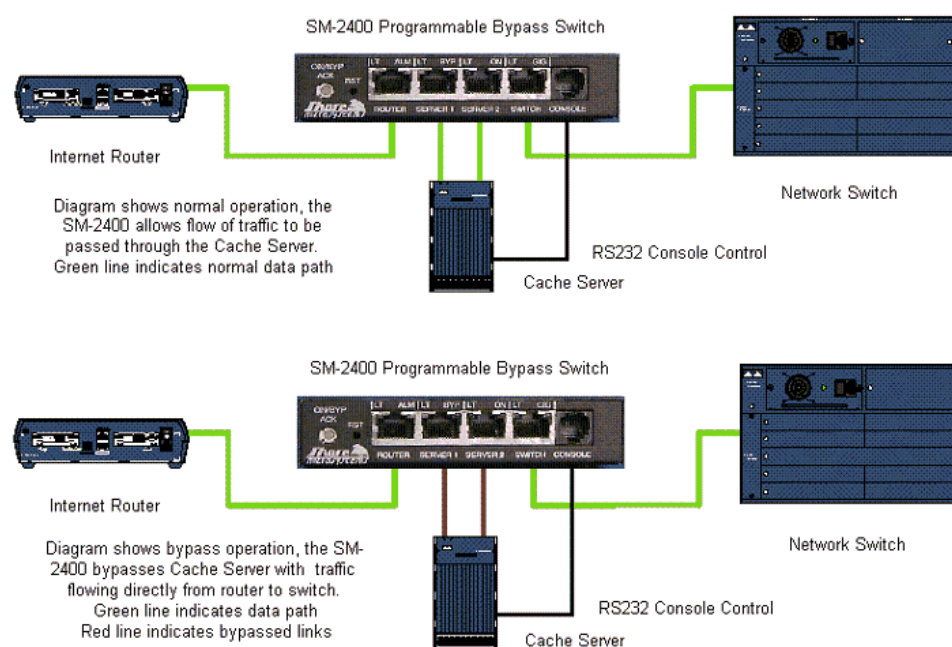 SM-2400 Programmable Bypass Switch
ON/BYP
ACK
RST
LT ALM LT BYP LT ON LT GIG
ROUTER SERVER 1 SERVER 2 SWITCH CONSOLE
Shore
Microsystems
Internet Router
Network Switch
Diagram shows normal operation, the
SM-2400 allows flow of traffic to be
passed through the Cache Server.
Green line indicates normal data path
RS232 Console Control
Cache Server
SM-2400 Programmable Bypass Switch
ON/BYP
ACK
RST
LT ALM LT BYP LT ON LT GIG
ROUTER SERVER 1 SERVER 2 SWITCH CONSOLE
Shore
Microsystems
Internet Router
Network Switch
Diagram shows bypass operation, the SM-
2400 bypasses Cache Server with traffic
flowing directly from router to switch.
Green line indicates data path
Red line indicates bypassed links
RS232 Console Control
Cache Server